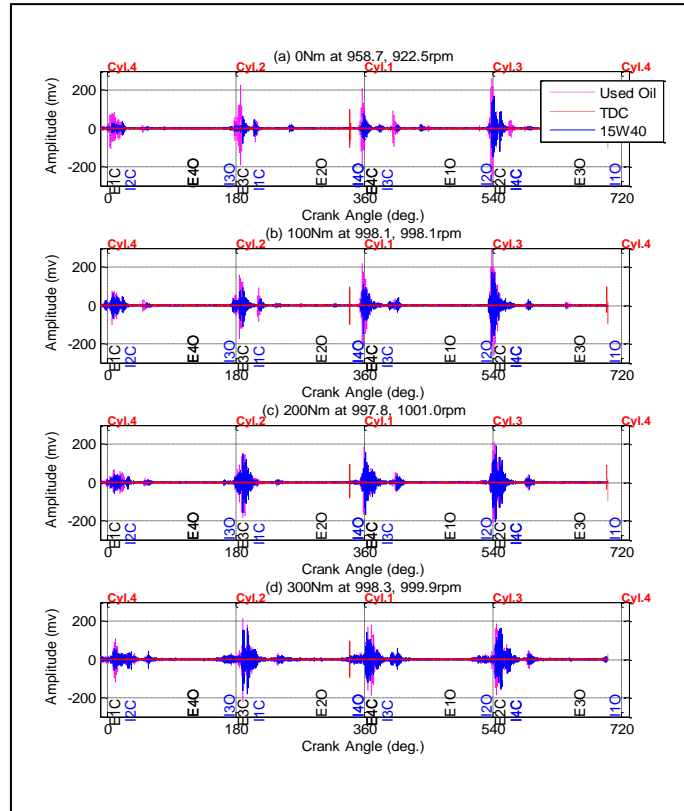 (a) 0Nm at 958.7, 922.5rpm
Cyl.4 Cyl.2 Cyl.1 Cyl.3
Used Oil
TDC
15W40
Amplitude (mv)
200
0
-200
E1C I2C E4O I3O E3C I1C E2O I4O E4C I3C E1O I2O E2C I4C E3O I1O
0 180 360 540 720
Crank Angle (deg.)
(b) 100Nm at 998.1, 998.1rpm
Cyl.4 Cyl.2 Cyl.1 Cyl.3 Cyl.4
Amplitude (mv)
200
0
-200
E1C I2C E4O I3O E3C I1C E2O I4O E4C I3C E1O I2O E2C I4C E3O I1O
0 180 360 540 720
Crank Angle (deg.)
(c) 200Nm at 997.8, 1001.0rpm
Cyl.4 Cyl.2 Cyl.1 Cyl.3 Cyl.4
Amplitude (mv)
200
0
-200
E1C I2C E4O I3O E3C I1C E2O I4O E4C I3C E1O I2O E2C I4C E3O I1O
0 180 360 540 720
Crank Angle (deg.)
(d) 300Nm at 998.3, 999.9rpm
Cyl.4 Cyl.2 Cyl.1 Cyl.3 Cyl.4
Amplitude (mv)
200
0
-200
E1C I2C E4O I3O E3C I1C E2O I4O E4C I3C E1O I2O E2C I4C E3O I1O
0 180 360 540 720
Crank Angle (deg.)